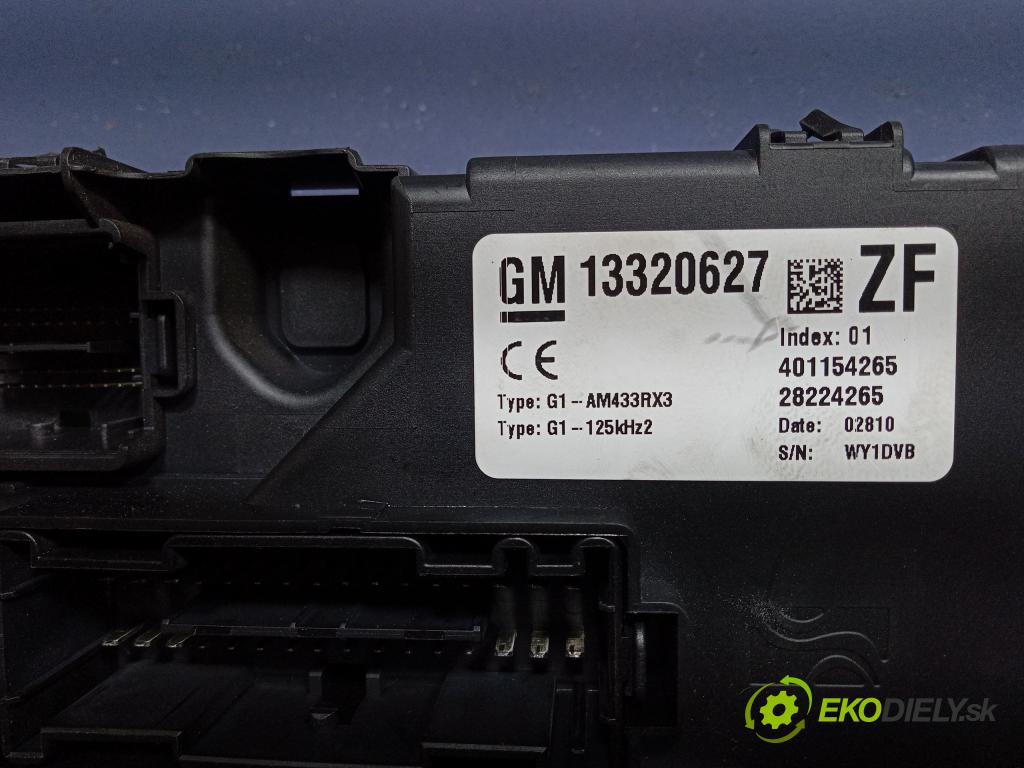 GM 13320627 ZF
Index: 01
401154265
28224265
Type: G1-AM433RX3
Type: G1-125kHz2
Date: 02810
S/N: WY1DVB
CE
EKODIELY.sk